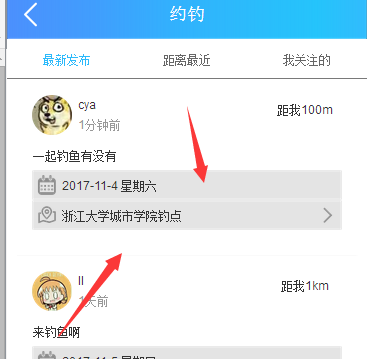 约钓
最新发布 距离最近 我关注的
cya
距我100m
1分钟前
一起钓鱼有没有
2017-11-4 星期六
浙江大学城市学院钓点
ll
距我1km
1天前
来钓鱼啊